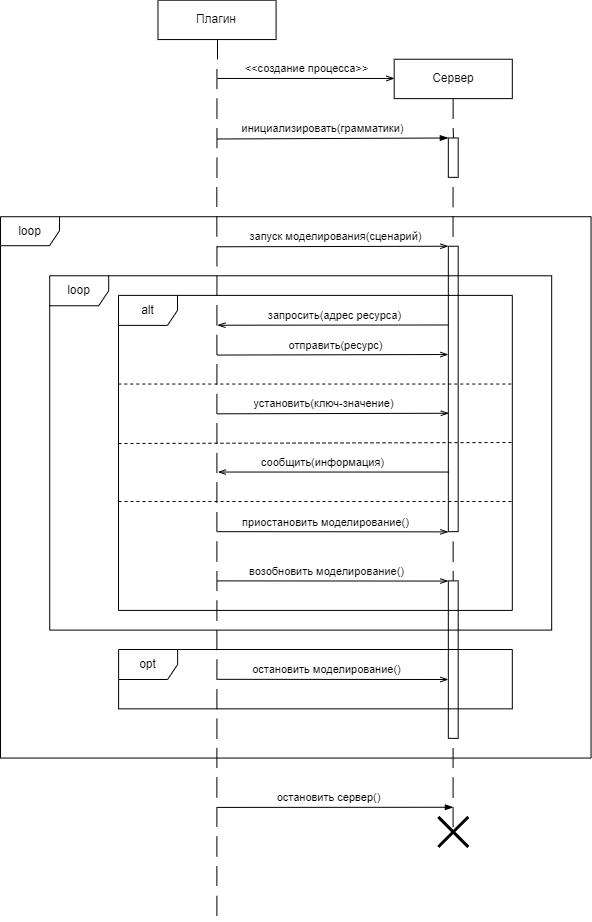 Плагин
<<создание процесса>>
Сервер
инициализировать(грамматики)
loop
запуск моделирования(сценарий)
loop
alt
запросить(адрес ресурса)
отправить(ресурс)
установить(ключ-значение)
сообщить(информация)
приостановить моделирование()
возобновить моделирование()
opt
остановить моделирование()
остановить сервер()